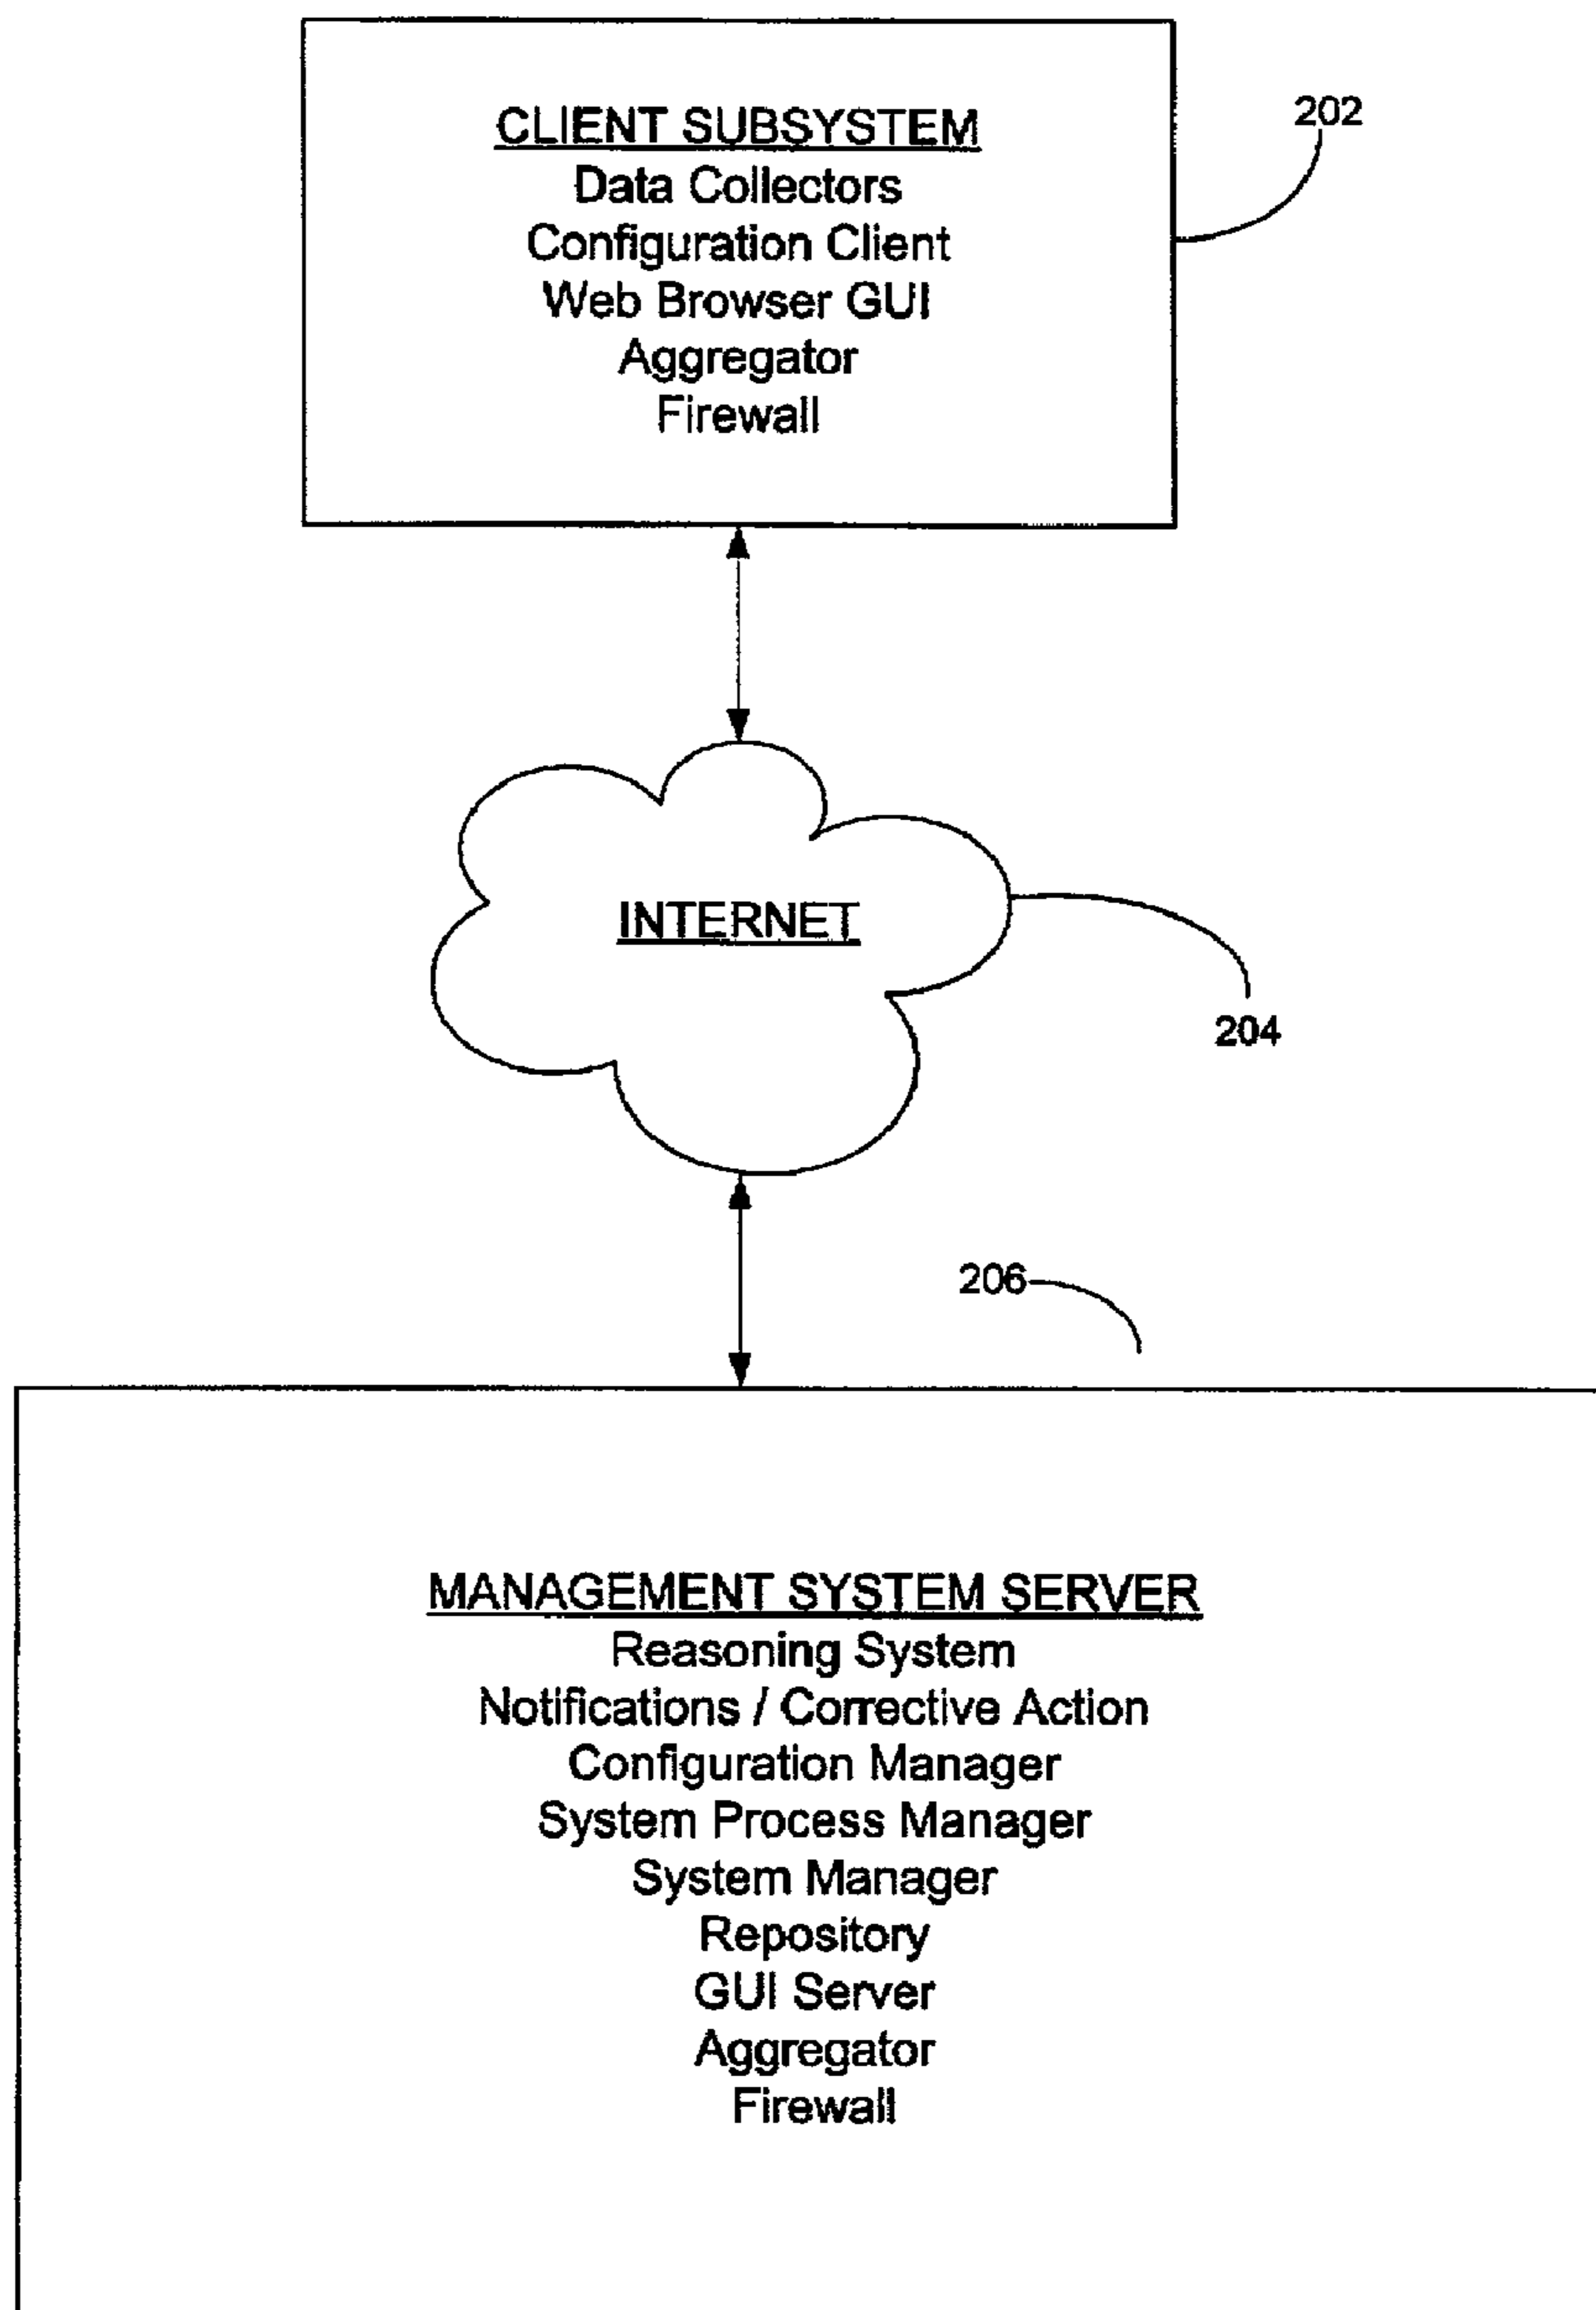 CLIENT SUBSYSTEM
202
Data Collectors
Configuration Client
Web Browser GUI
Aggregator
Firewall
INTERNET
204
206
MANAGEMENT SYSTEM SERVER
Reasoning System
Notifications / Corrective Action
Configuration Manager
System Process Manager
System Manager
Repository
GUI Server
Aggregator
Firewall